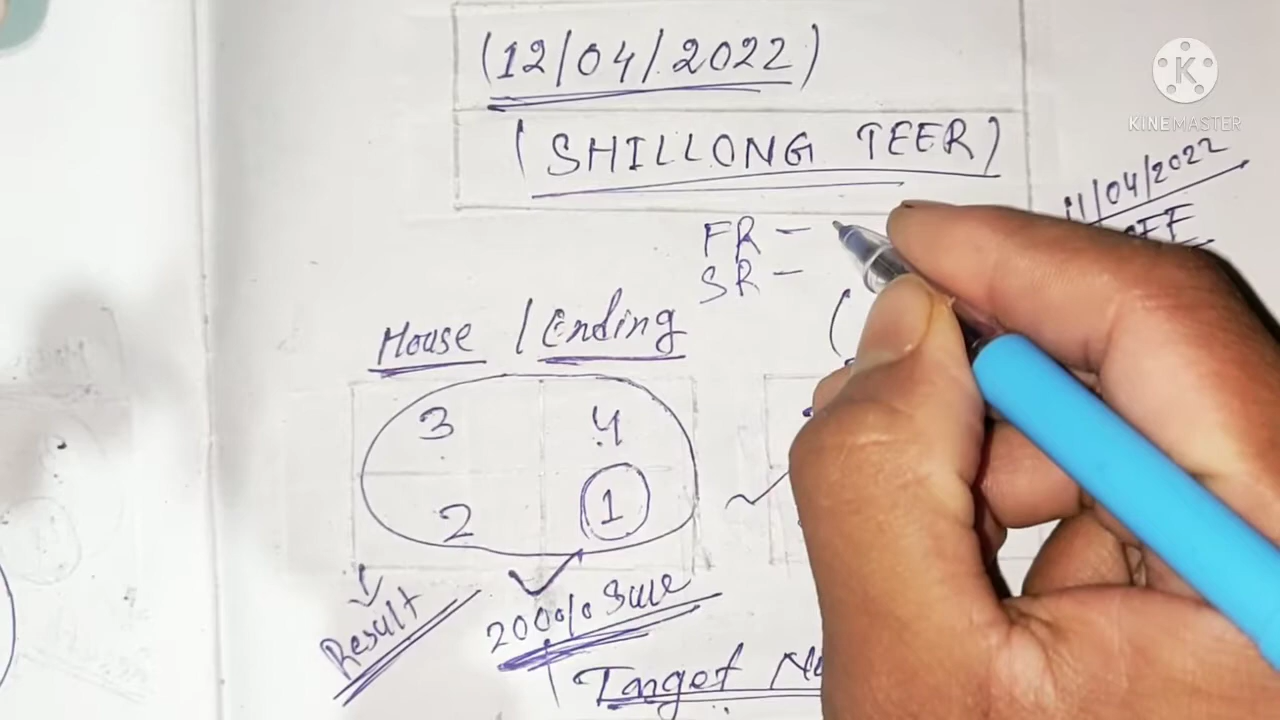 (12/04/2022)
(SHILLONG TEER)
11/04/2022
FR -
SR -
House / Ending
3 4
2 1
Result
200% Sure
Target
KINEMASTER